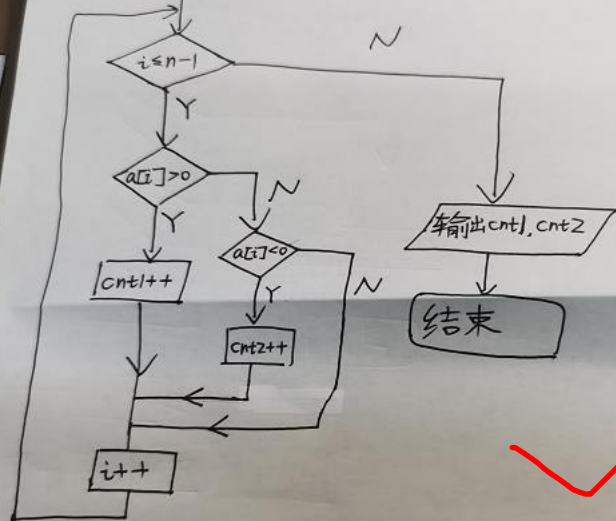 N
i≤n-1
Y
a[i]>0
N
Y
输出cnt1,cnt2
a[i]<0
cnt1++
Y
N
结束
cnt2++
i++